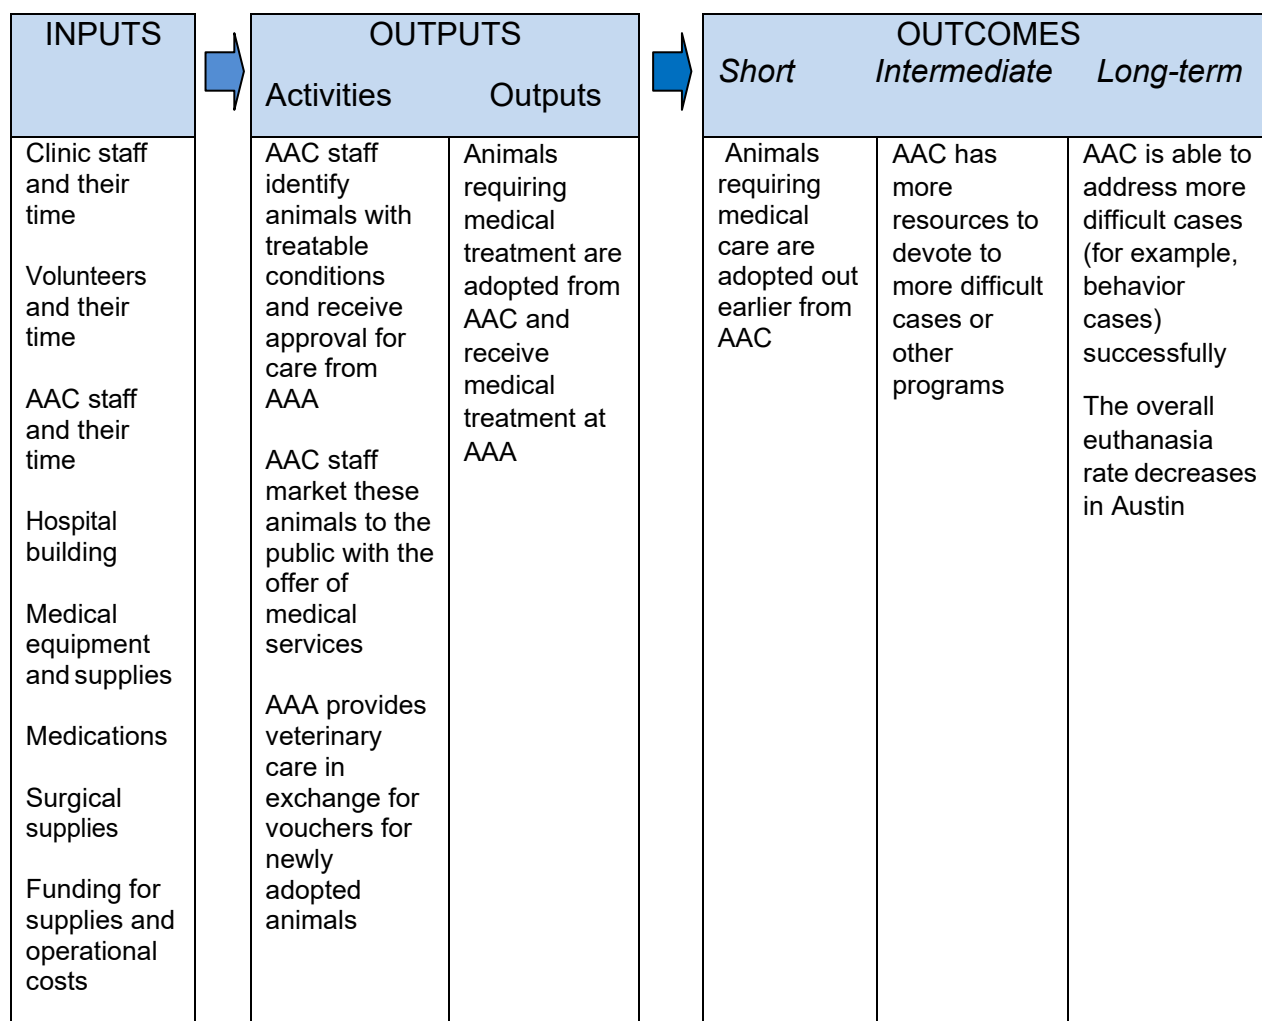 INPUTS
Clinic staff
and their
time
Volunteers
and their
time
AAC staff
and their
time
Hospital
building
Medical
equipment
and supplies
Medications
Surgical
supplies
Funding for
supplies and
operational
costs
OUTPUTS
Activities
AAC staff
identify
animals with
treatable
conditions
and receive
approval for
care from
AAA
AAC staff
market these
animals to the
public with the
offer of
medical
services
AAA provides
veterinary
care in
exchange for
vouchers for
newly
adopted
animals
Outputs
Animals
requiring
medical
treatment are
adopted from
AAC and
receive
medical
treatment at
AAA
OUTCOMES
Short
Animals
requiring
medical
care are
adopted out
earlier from
AAC
Intermediate
AAC has
more
resources to
devote to
more difficult
cases or
other
programs
Long-term
AAC is able to
address more
difficult cases
(for example,
behavior
cases)
successfully
The overall
euthanasia
rate decreases
in Austin